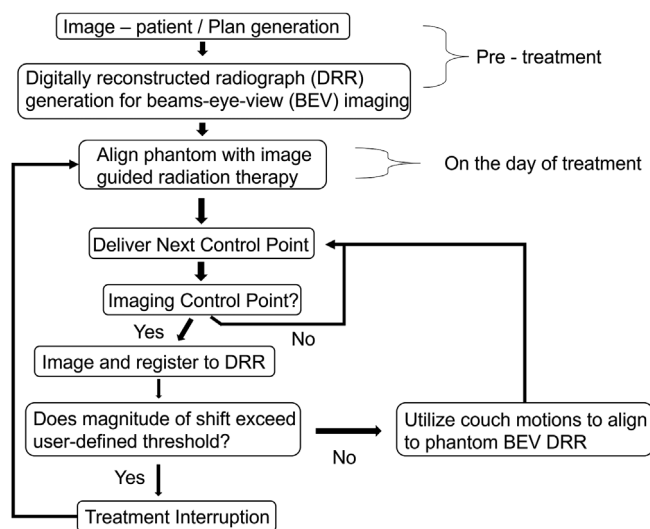 Image – patient / Plan generation
Pre - treatment
Digitally reconstructed radiograph (DRR)
generation for beams-eye-view (BEV) imaging
Align phantom with image
guided radiation therapy
On the day of treatment
Deliver Next Control Point
Imaging Control Point?
Yes
No
Image and register to DRR
Does magnitude of shift exceed
user-defined threshold?
No
Utilize couch motions to align
to phantom BEV DRR
Yes
Treatment Interruption